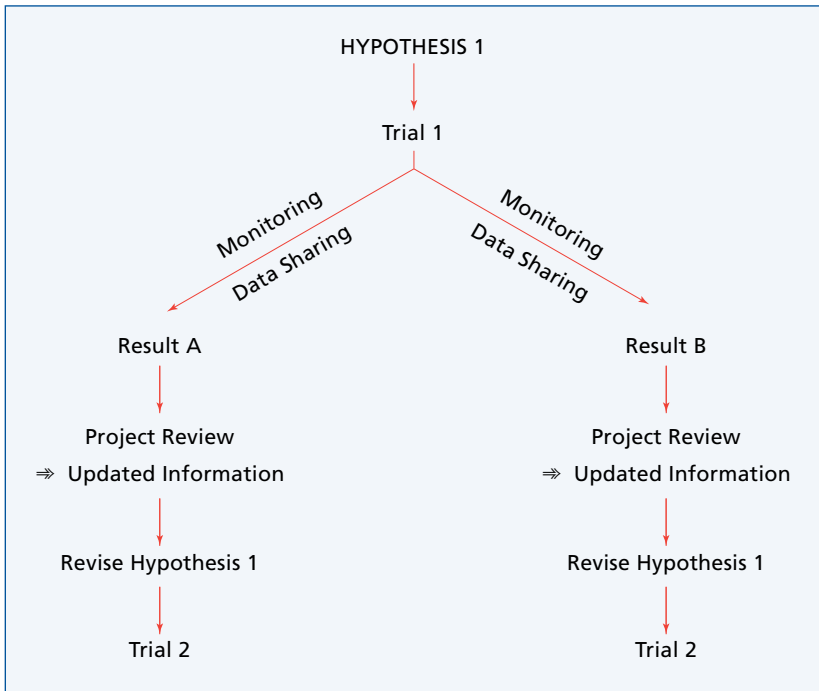 HYPOTHESIS 1
Trial 1
Monitoring
Data Sharing
Monitoring
Data Sharing
Result A
Project Review
⇒ Updated Information
Revise Hypothesis 1
Trial 2
Result B
Project Review
⇒ Updated Information
Revise Hypothesis 1
Trial 2